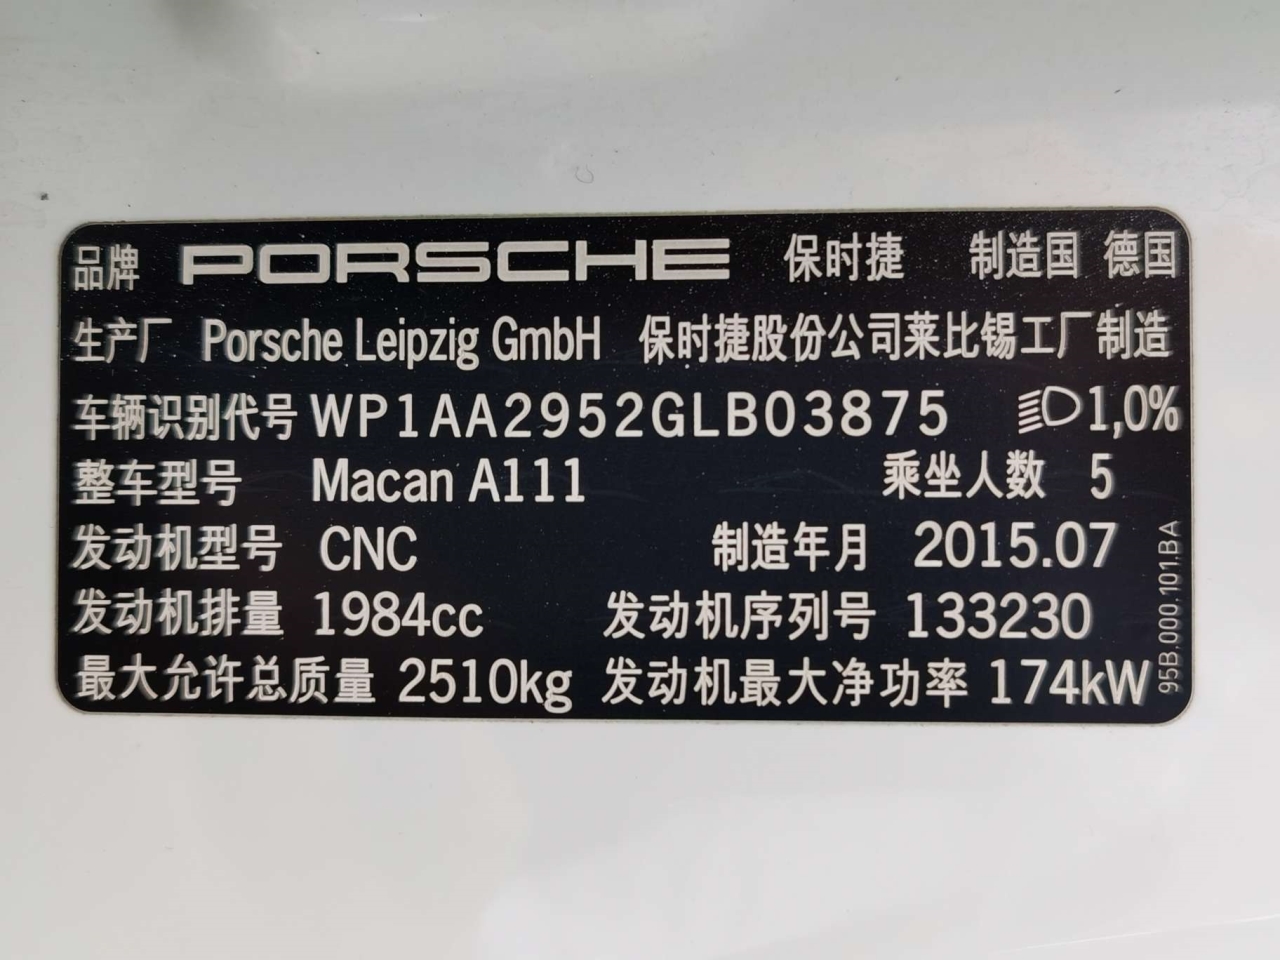 品牌 PORSCHE 保时捷 制造国 德国
生产厂 Porsche Leipzig GmbH 保时捷股份公司莱比锡工厂制造
车辆识别代号 WP1AA2952GLB03875 1,0%
整车型号 Macan A111 乘坐人数 5
发动机型号 CNC 制造年月 2015.07
发动机排量 1984cc 发动机序列号 133230
最大允许总质量 2510kg 发动机最大净功率 174kW
95B.000.101.BA